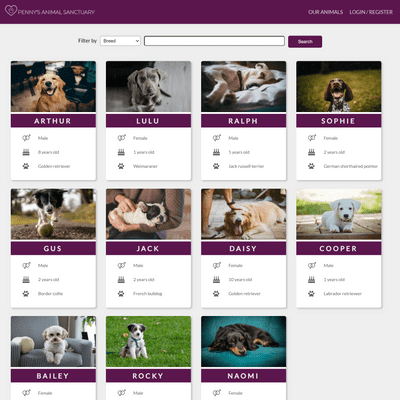 PENNY'S ANIMAL SANCTUARY
OUR ANIMALS
LOGIN / REGISTER
Filter by
Breed
Search
ARTHUR
Male
8 years old
Golden retriever
LULU
Female
1 years old
Weimaraner
RALPH
Male
5 years old
Jack russell terrier
SOPHIE
Female
2 years old
German shorthaired pointer
GUS
Male
2 years old
Border collie
JACK
Male
2 years old
French bulldog
DAISY
Female
10 years old
Golden retriever
COOPER
Male
1 years old
Labrador retrieveer
BAILEY
Female
ROCKY
Male
NAOMI
Female